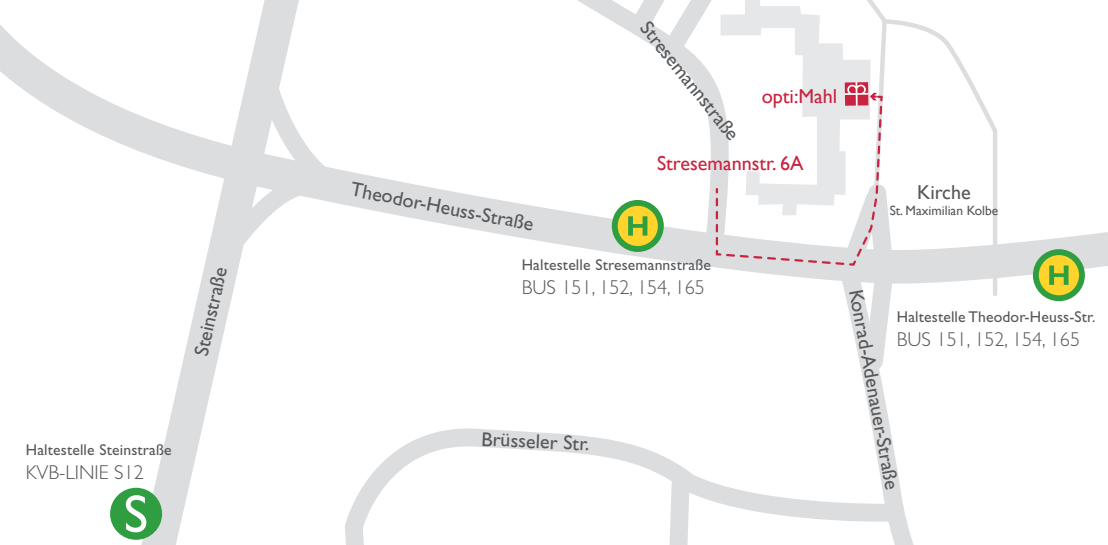 Stresemannstraße
opti:Mahl
Stresemannstr. 6A
Kirche
St. Maximilian Kolbe
Theodor-Heuss-Straße
H
Haltestelle Stresemannstraße
BUS 151, 152, 154, 165
H
Haltestelle Theodor-Heuss-Str.
BUS 151, 152, 154, 165
Steinstraße
Konrad-Adenauer-Straße
Brüsseler Str.
Haltestelle Steinstraße
KVB-LINIE S12
S